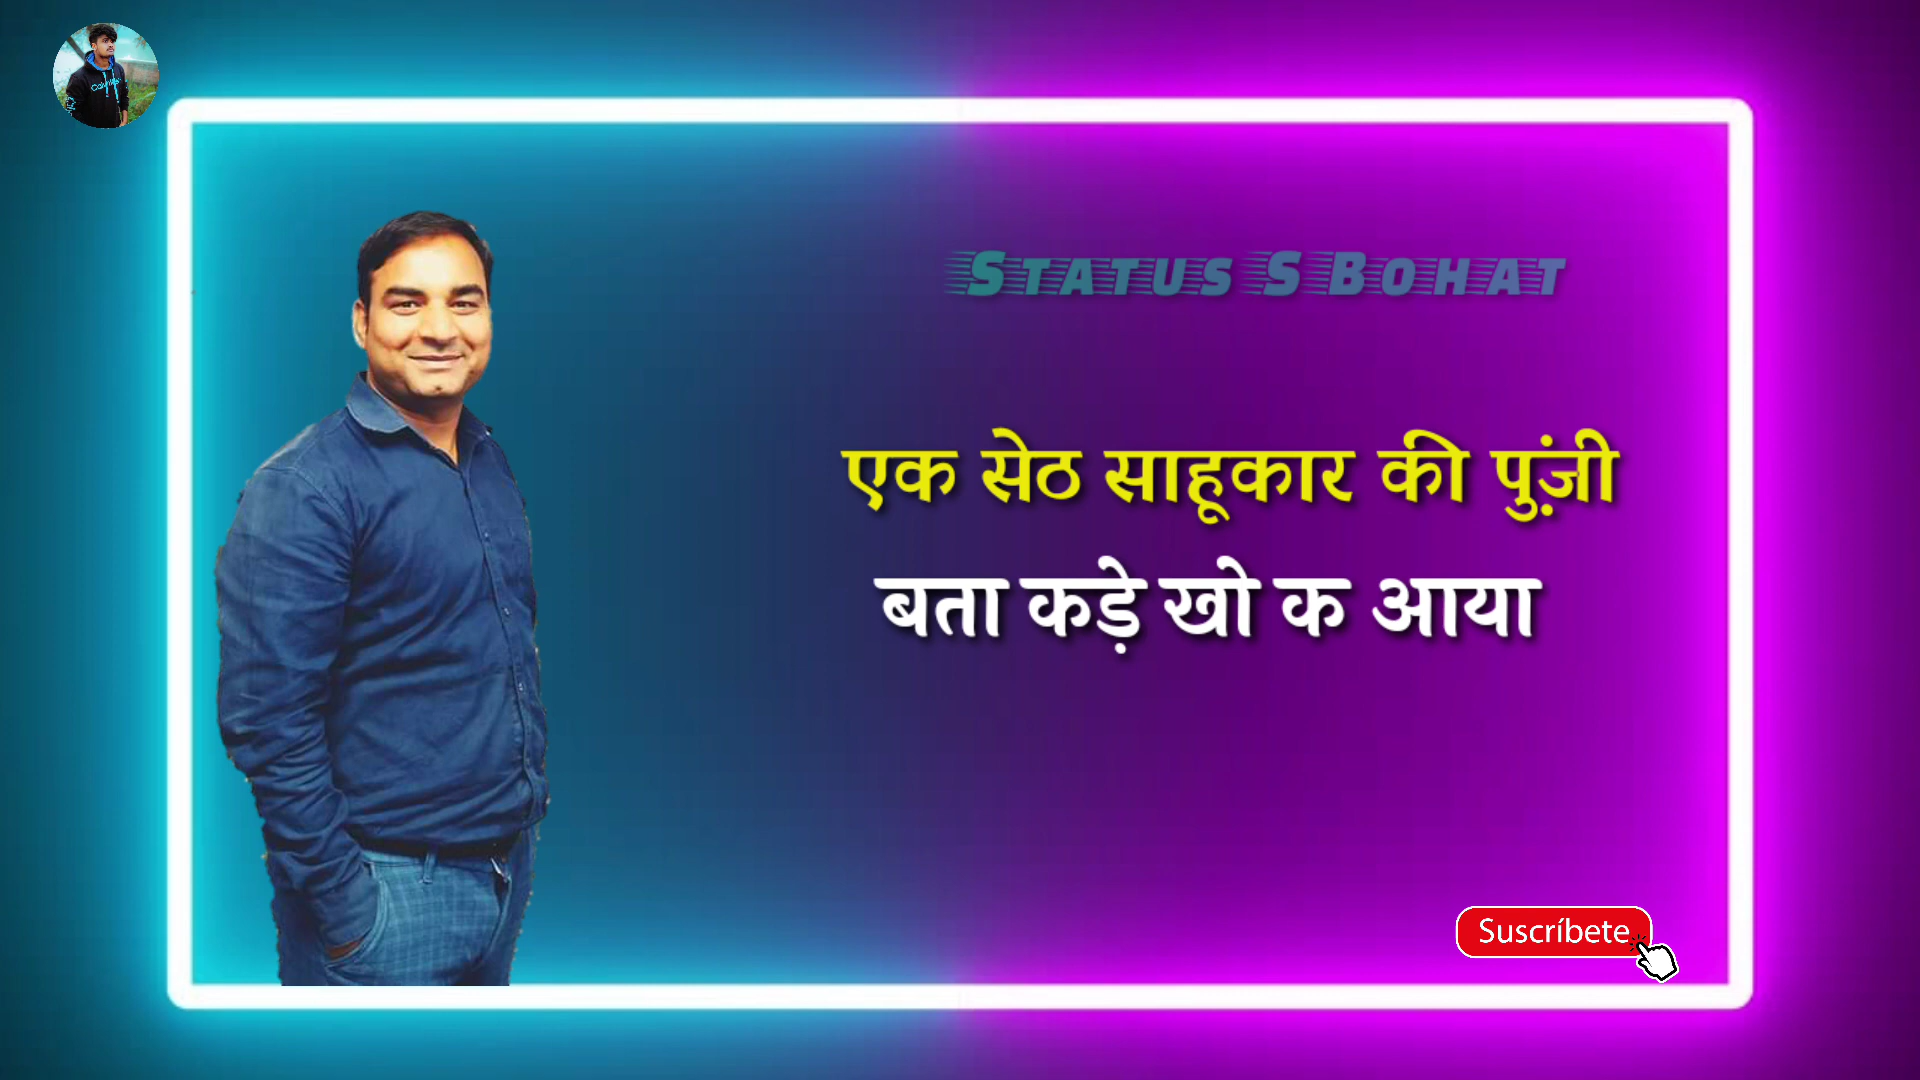 STATUS S BOHAT
एक सेठ साहूकार की पुंज़ी
बता कड़े खो क आया
Suscríbete